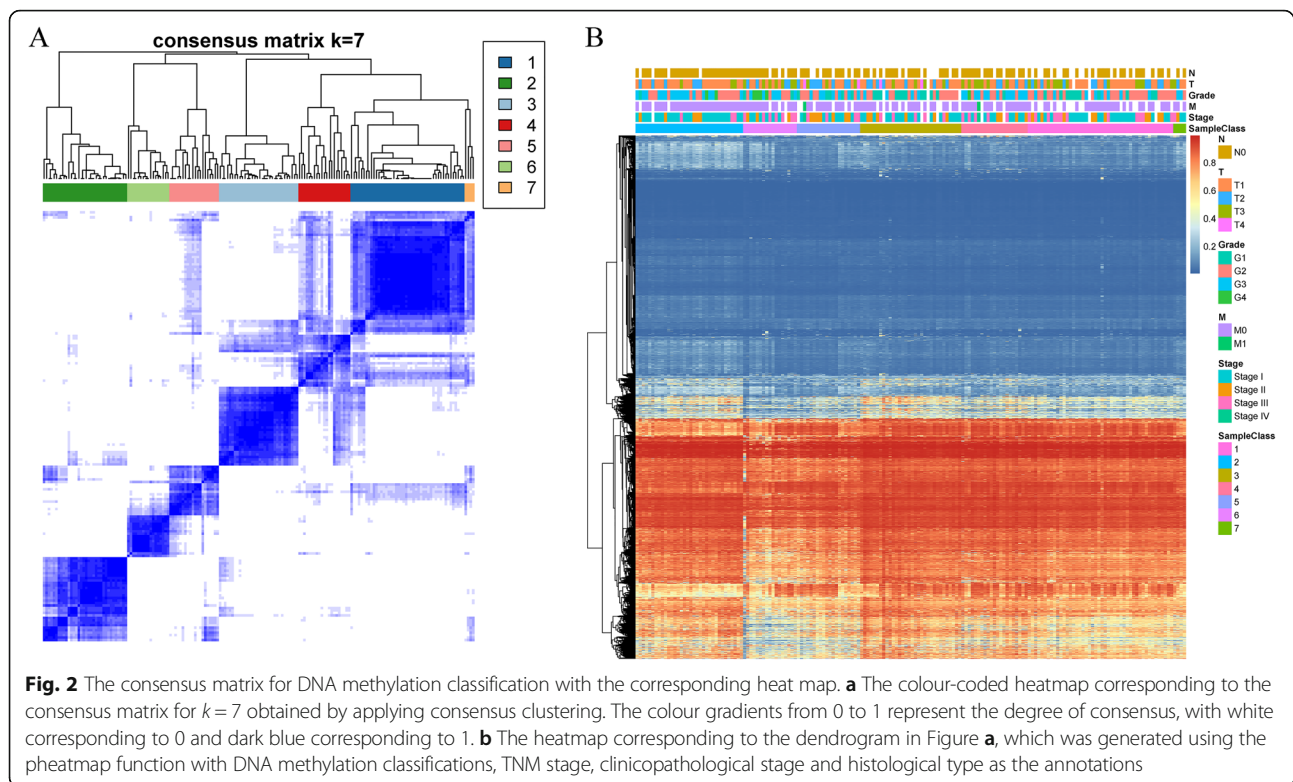 A
consensus matrix k=7
1
2
3
4
5
6
7
B
N
T
Grade
M
Stage
SampleClass
0.8
0.6
0.4
0.2
N
N0
T
T1
T2
T3
T4
Grade
G1
G2
G3
G4
M
M0
M1
Stage
Stage I
Stage II
Stage III
Stage IV
SampleClass
1
2
3
4
5
6
7
Fig. 2 The consensus matrix for DNA methylation classification with the corresponding heat map. a The colour-coded heatmap corresponding to the
consensus matrix for k = 7 obtained by applying consensus clustering. The colour gradients from 0 to 1 represent the degree of consensus, with white
corresponding to 0 and dark blue corresponding to 1. b The heatmap corresponding to the dendrogram in Figure a, which was generated using the
pheatmap function with DNA methylation classifications, TNM stage, clinicopathological stage and histological type as the annotations